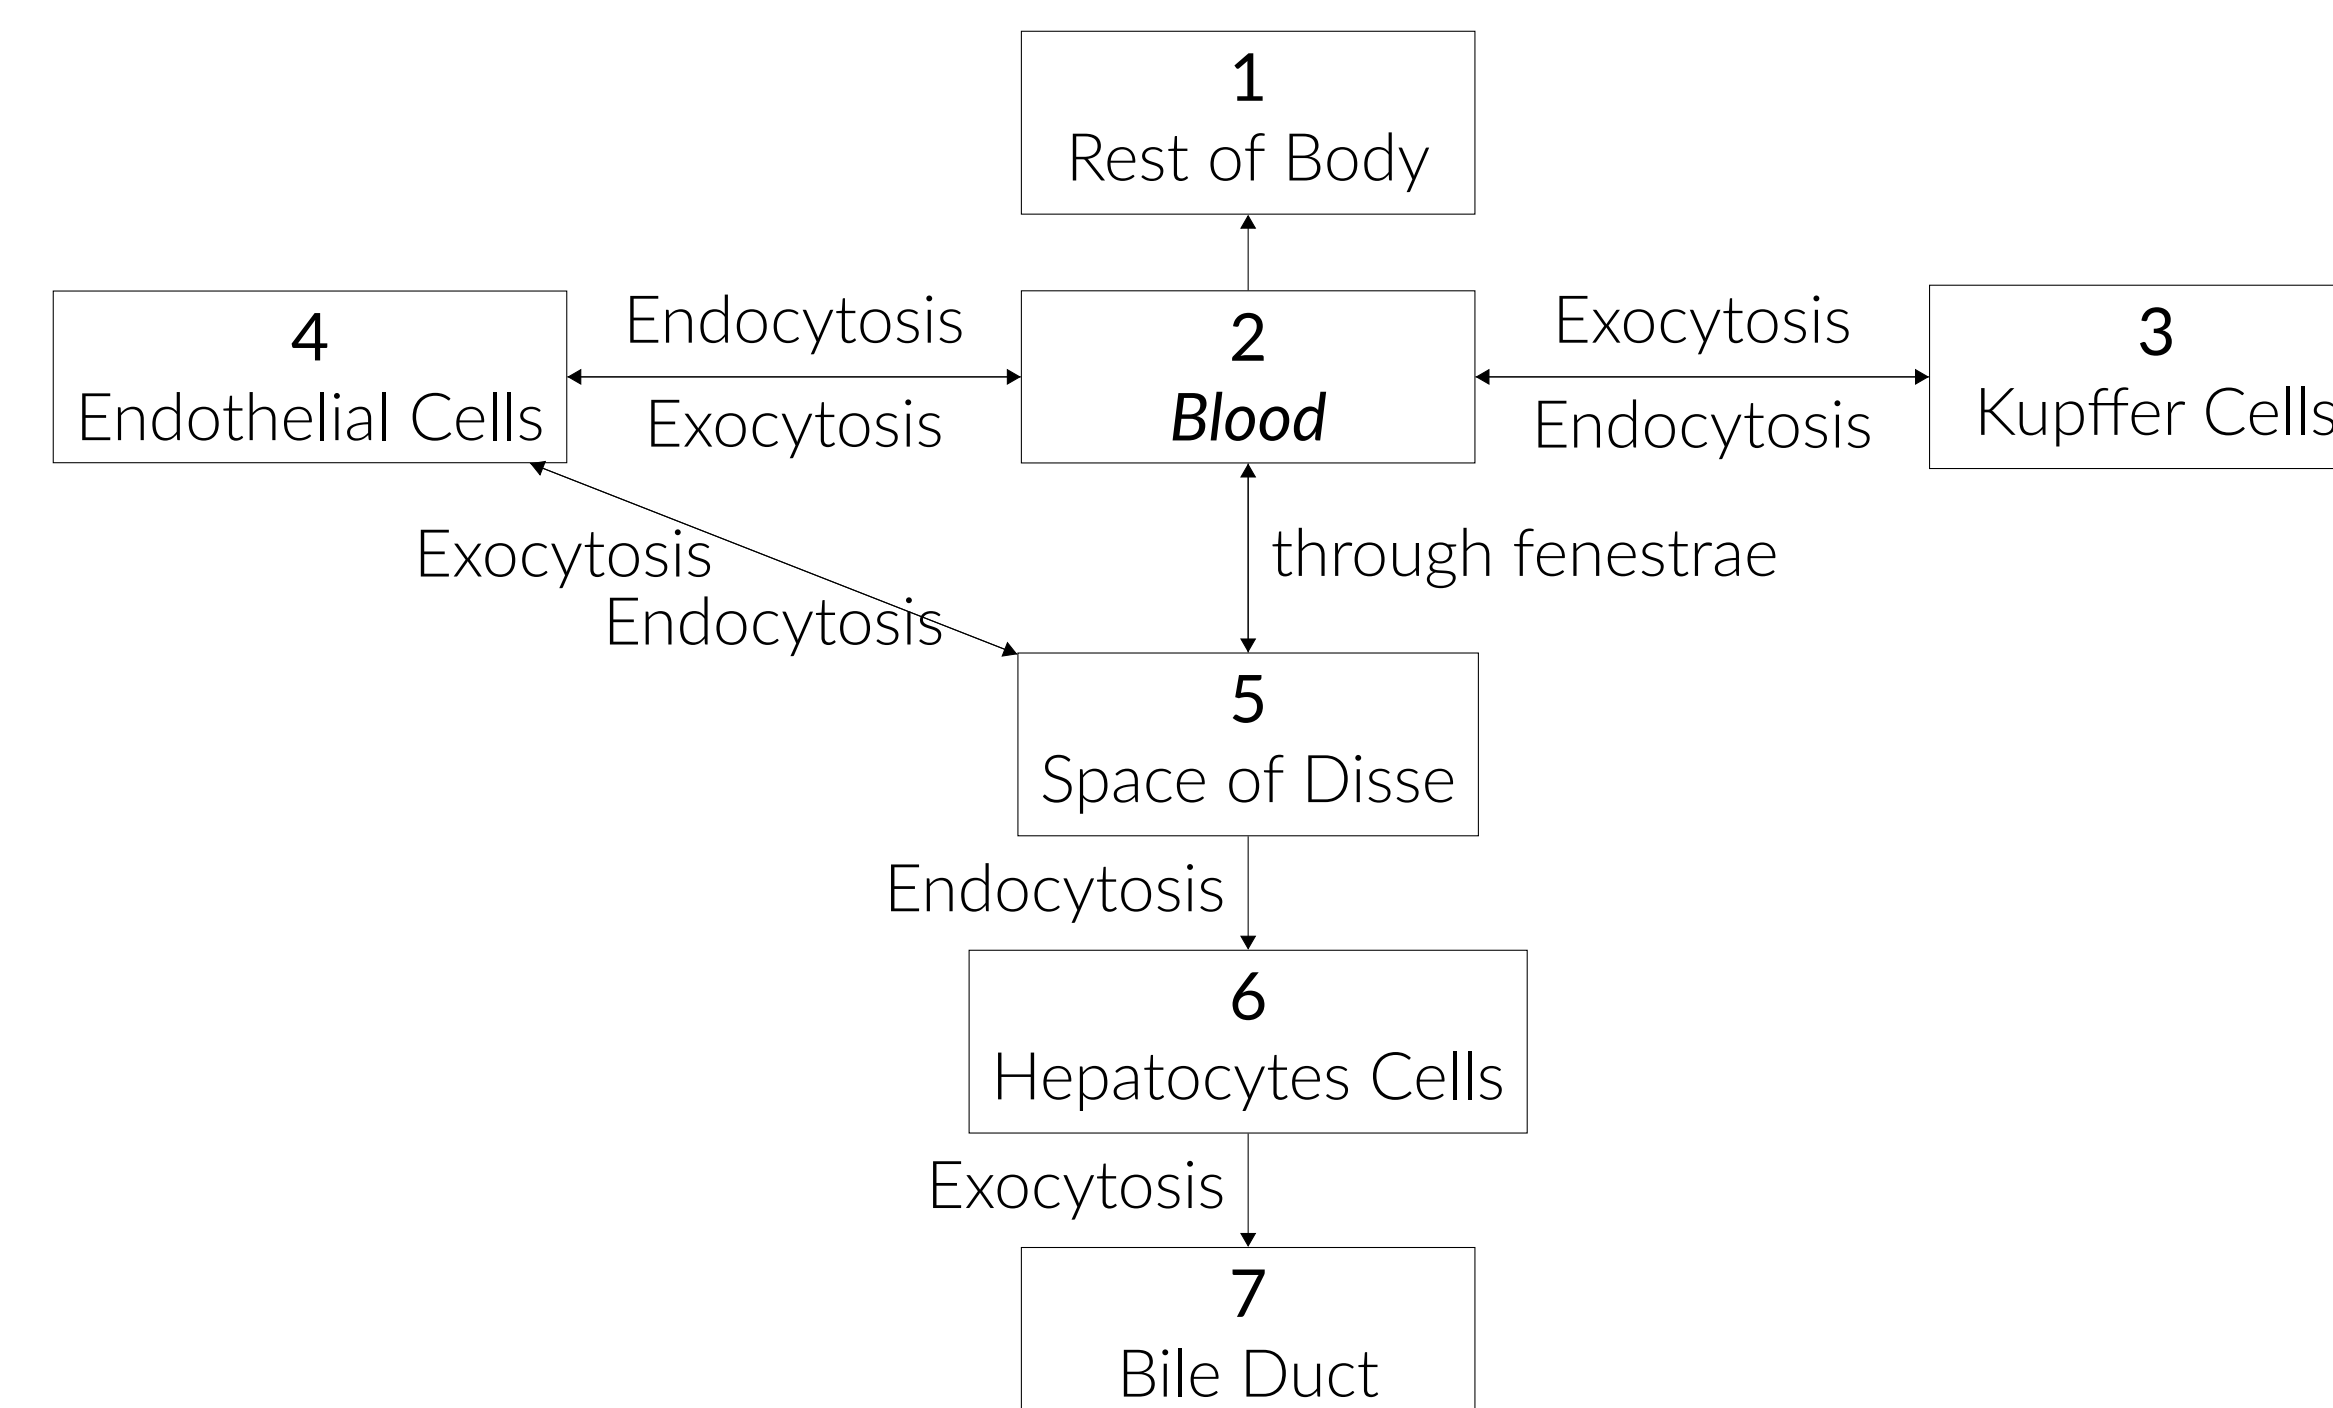 1
Rest of Body
4
Endothelial Cells
Endocytosis
Exocytosis
2
Blood
Exocytosis
Endocytosis
3
Kupffer Cells
Exocytosis
Endocytosis
through fenestrae
5
Space of Disse
Endocytosis
6
Hepatocytes Cells
Exocytosis
7
Bile Duct